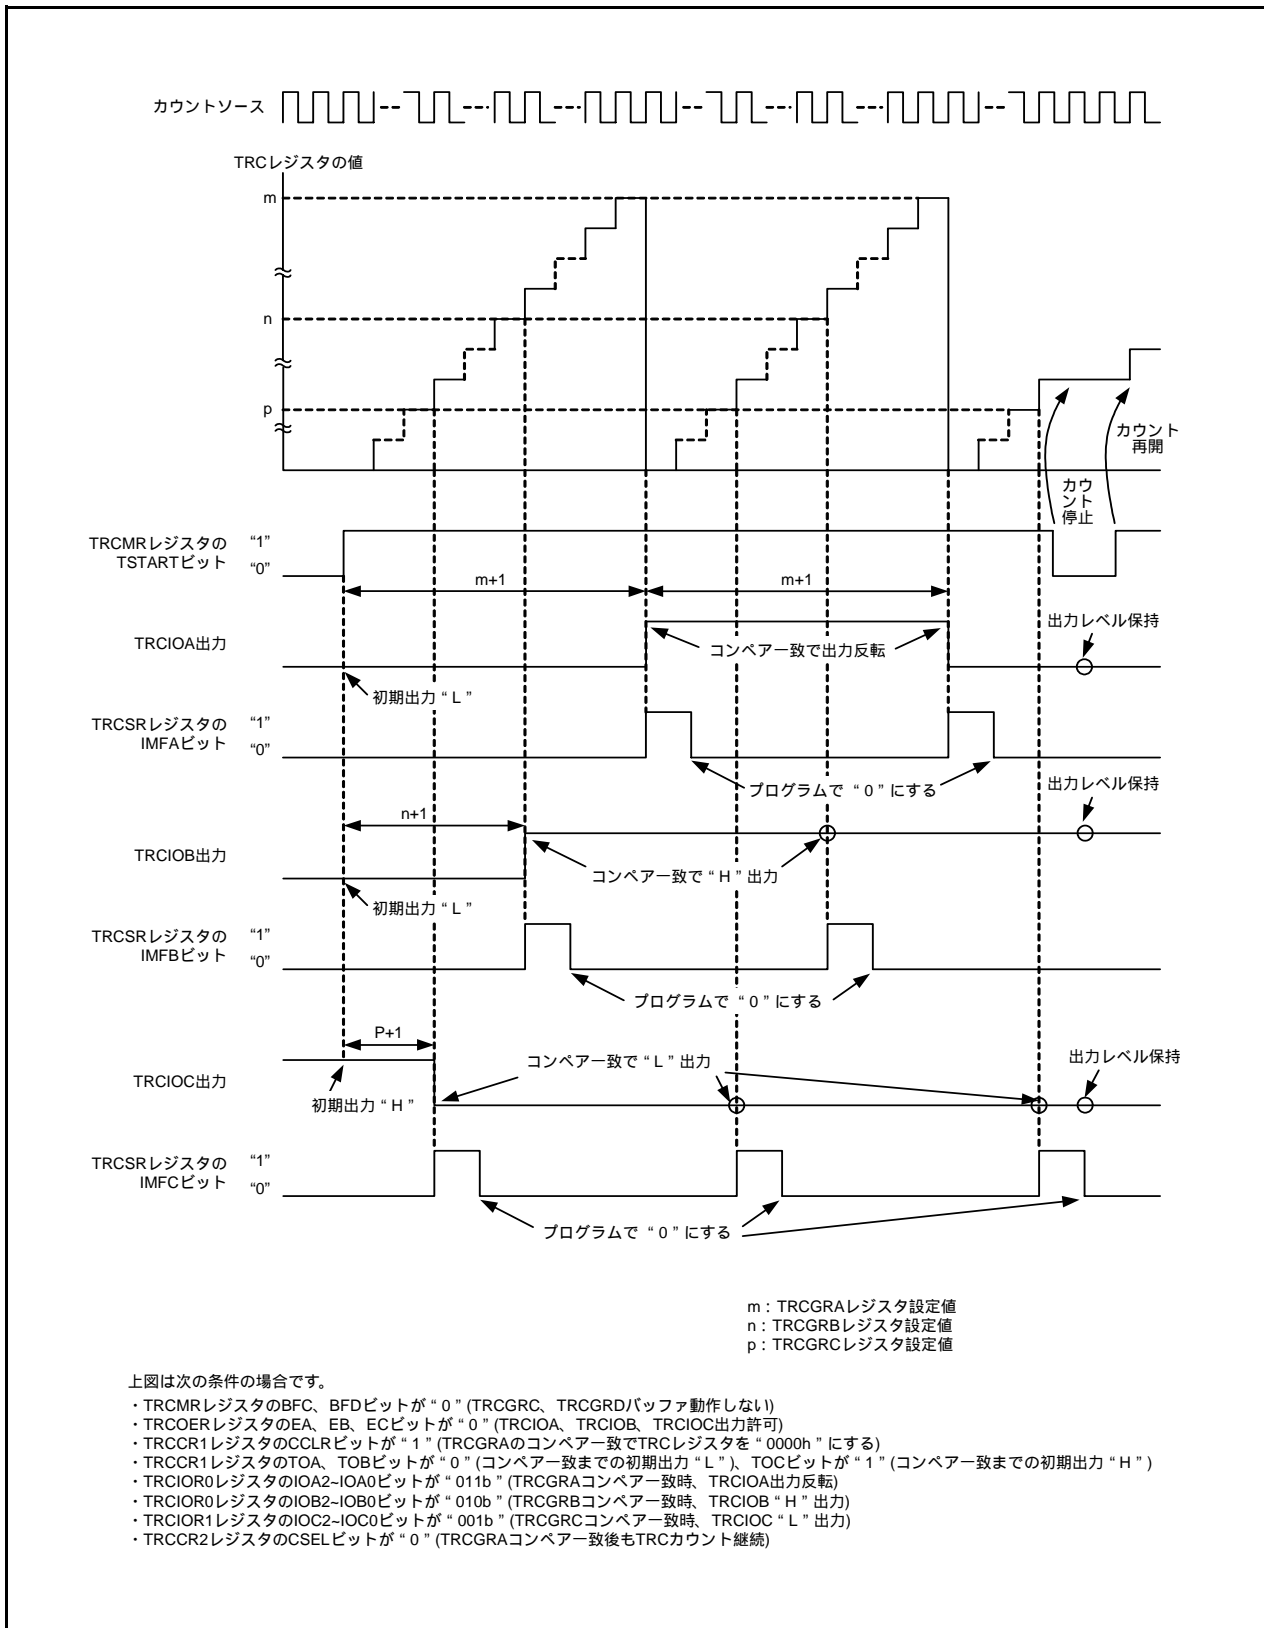 カウントソース
TRCレジスタの値
m
n
p
カウント
再開
カウ
ント
停止
TRCMRレジスタの
TSTARTビット
“1”
“0”
m+1
m+1
TRCIOA出力
コンペア一致で出力反転
出力レベル保持
初期出力“L”
TRCSRレジスタの
IMFAビット
“1”
“0”
プログラムで“0”にする
n+1
出力レベル保持
TRCIOB出力
コンペア一致で“H”出力
初期出力“L”
TRCSRレジスタの
IMFBビット
“1”
“0”
プログラムで“0”にする
P+1
コンペア一致で“L”出力
出力レベル保持
TRCIOC出力
初期出力“H”
TRCSRレジスタの
IMFCビット
“1”
“0”
プログラムで“0”にする
m：TRCGRAレジスタ設定値
n：TRCGRBレジスタ設定値
p：TRCGRCレジスタ設定値
上図は次の条件の場合です。
・TRCMRレジスタのBFC、BFDビットが“0”(TRCGRC、TRCGRDバッファ動作しない)
・TRCOERレジスタのEA、EB、ECビットが“0”(TRCIOA、TRCIOB、TRCIOC出力許可)
・TRCCR1レジスタのCCLRビットが“1”(TRCGRAのコンペア一致でTRCレジスタを“0000h”にする)
・TRCCR1レジスタのTOA、TOBビットが“0”(コンペア一致までの初期出力“L”)、TOCビットが“1”(コンペア一致までの初期出力“H”)
・TRCIOR0レジスタのIOA2~IOA0ビットが“011b”(TRCGRAコンペア一致時、TRCIOA出力反転)
・TRCIOR0レジスタのIOB2~IOB0ビットが“010b”(TRCGRBコンペア一致時、TRCIOB“H”出力)
・TRCIOR1レジスタのIOC2~IOC0ビットが“001b”(TRCGRCコンペア一致時、TRCIOC“L”出力)
・TRCCR2レジスタのCSELビットが“0”(TRCGRAコンペア一致後もTRCカウント継続)